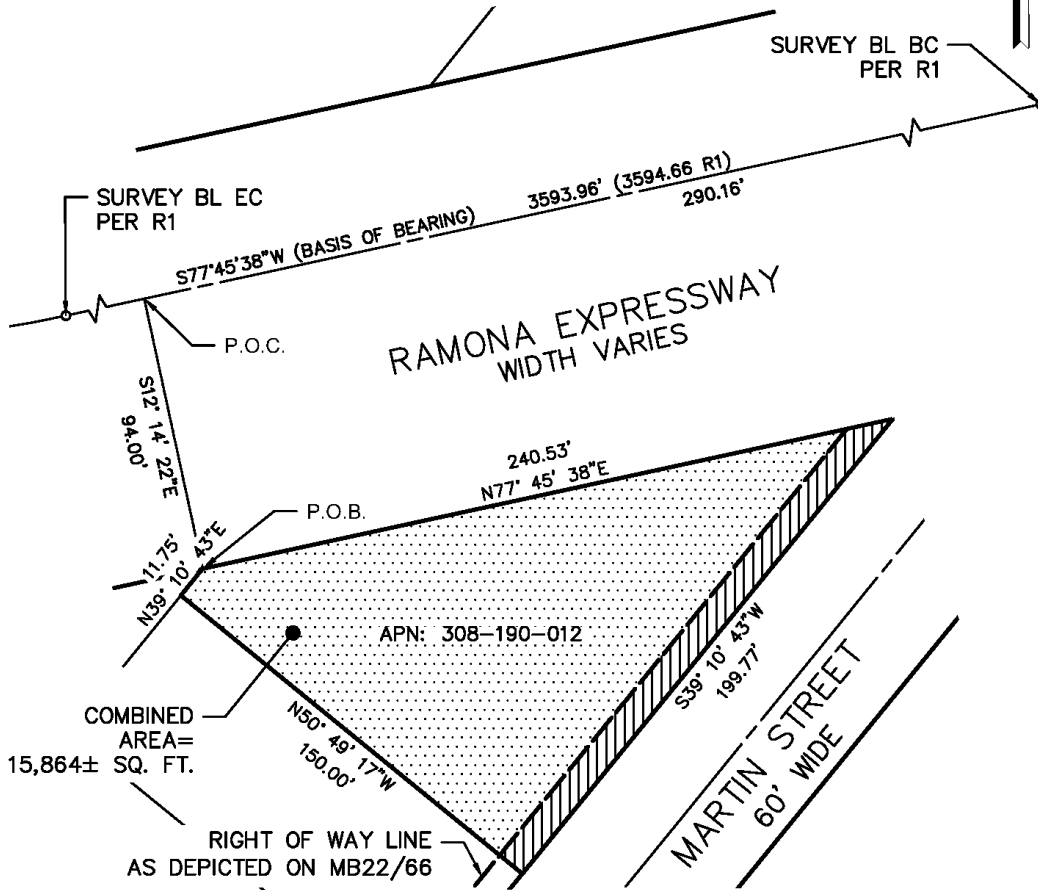 SURVEY BL BC
PER R1
SURVEY BL EC
PER R1
3593.96' (3594.66 R1)
290.16'
S77°45'38"W (BASIS OF BEARING)
P.O.C.
RAMONA EXPRESSWAY
WIDTH VARIES
S12° 14' 22"E
94.00'
240.53'
N77° 45' 38"E
P.O.B.
11.75'
N39° 10' 43"E
APN: 308-190-012
S39° 10' 43"W
199.77'
COMBINED
AREA=
15,864± SQ. FT.
N50° 49' 17"W
150.00'
MARTIN STREET
60' WIDE
RIGHT OF WAY LINE
AS DEPICTED ON MB22/66